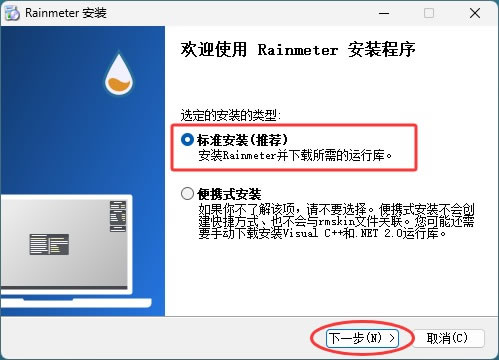 Rainmeter 安装
欢迎使用 Rainmeter 安装程序
选定的安装的类型:
标准安装(推荐)
安装Rainmeter并下载所需的运行库。
便携式安装
如果你不了解该项,请不要选择。便携式安装不会创
建快捷方式、也不会与rmskin文件关联。您可能还需
要手动下载安装Visual C++和.NET 2.0运行库。
下一步(N) >
取消(C)